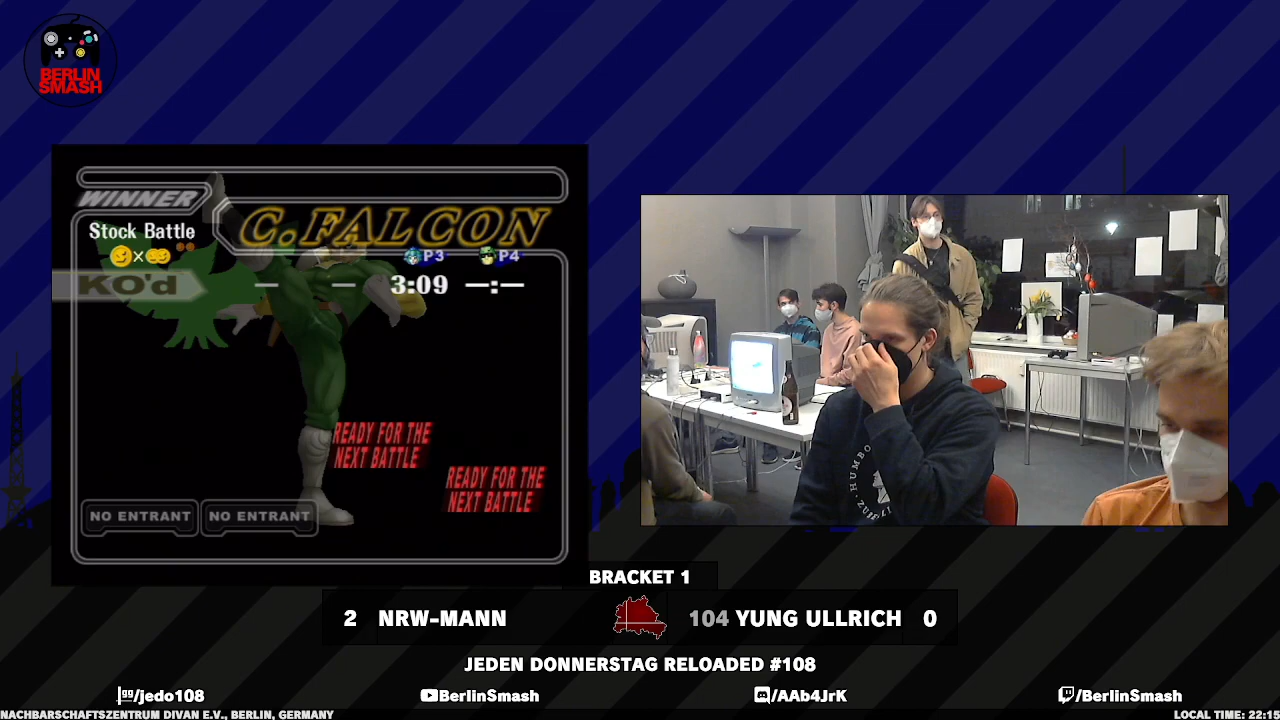 BERLIN
SMASH
WINNER
C.FALCON
Stock Battle
P3
P4
KO'd
3:09
READY FOR THE
NEXT BATTLE
READY FOR THE
NEXT BATTLE
NO ENTRANT
NO ENTRANT
BRACKET 1
2 NRW-MANN
104 YUNG ULLRICH 0
JEDEN DONNERSTAG RELOADED #108
/jedo108
BerlinSmash
/AAb4JrK
/BerlinSmash
NACHBARSCHAFTSZENTRUM DIVAN E.V., BERLIN, GERMANY
LOCAL TIME: 22:15